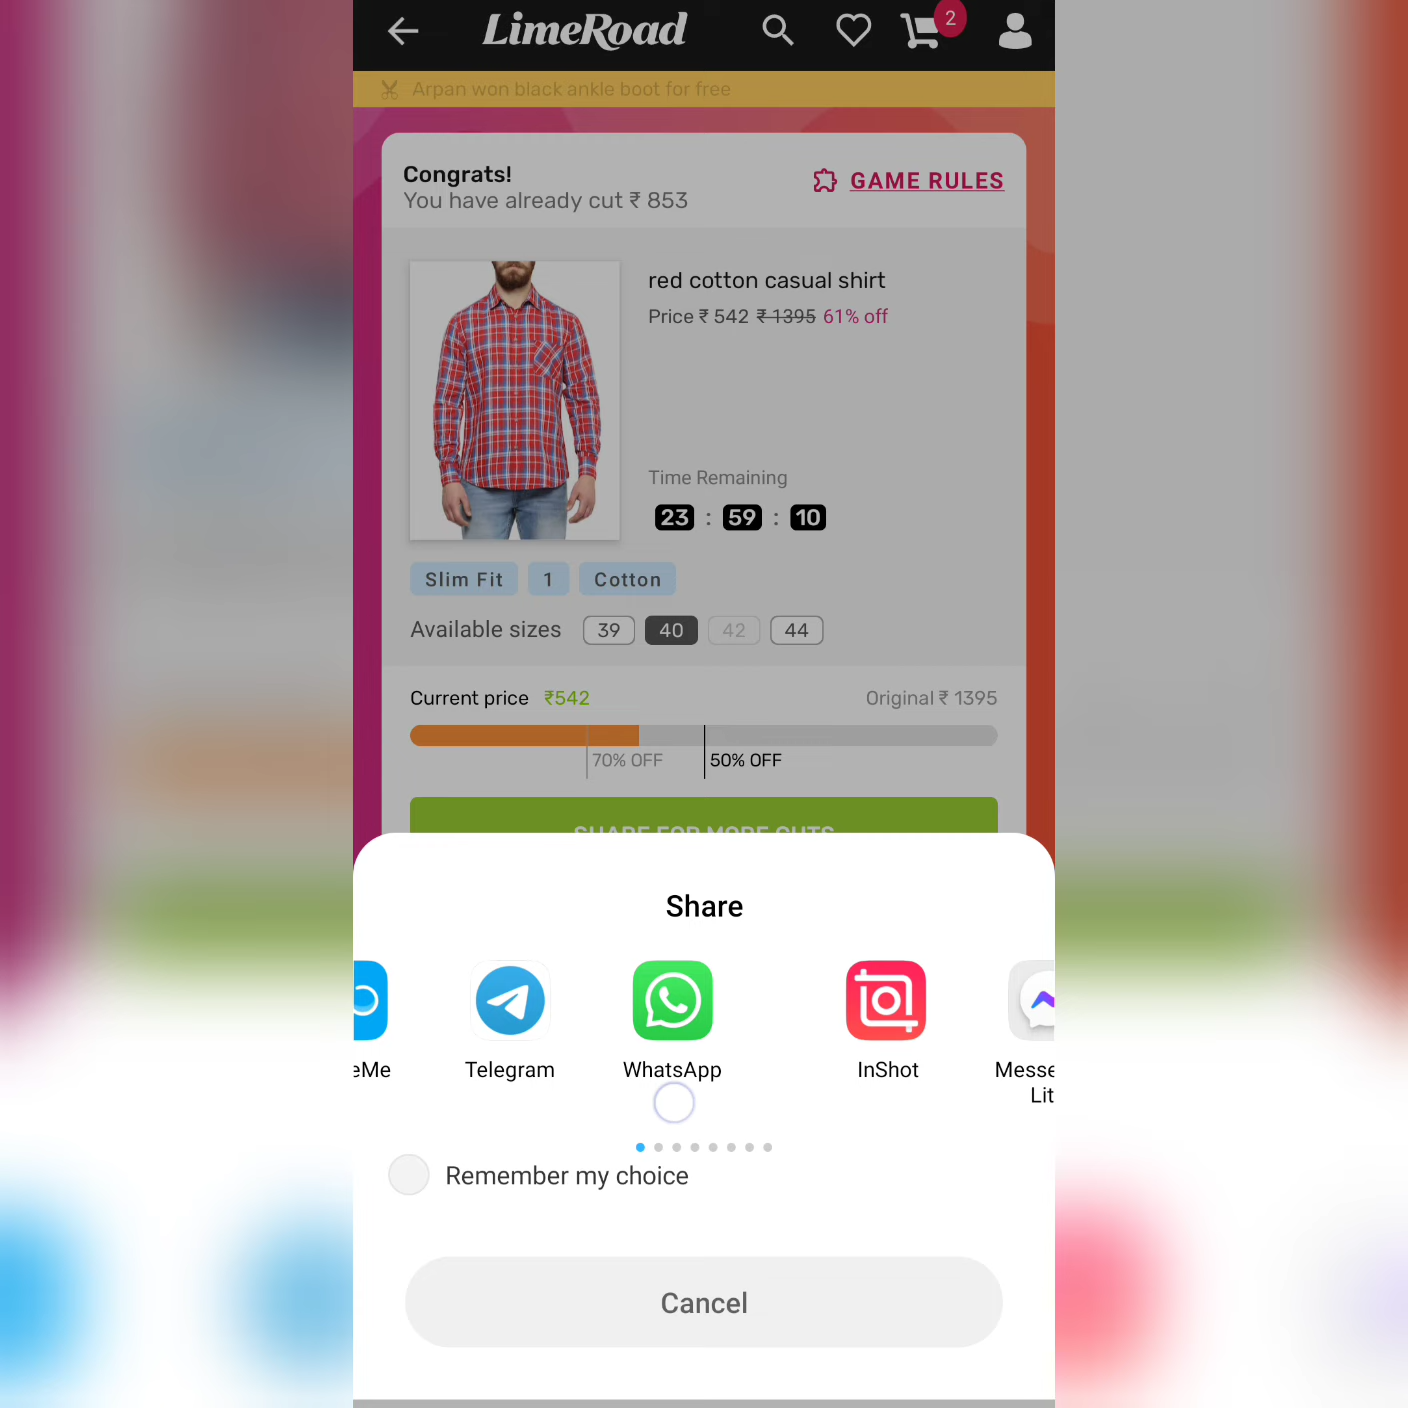 LimeRoad
2
Arpan won black ankle boot for free
Congrats!
You have already cut ₹ 853
GAME RULES
red cotton casual shirt
Price ₹ 542 ₹ 1395 61% off
Time Remaining
23 : 59 : 10
Slim Fit 1 Cotton
Available sizes 39 40 42 44
Current price ₹542 Original ₹ 1395
70% OFF 50% OFF
SHARE FOR MORE CUTS
Share
eMe Telegram WhatsApp InShot Messe
Lit
Remember my choice
Cancel